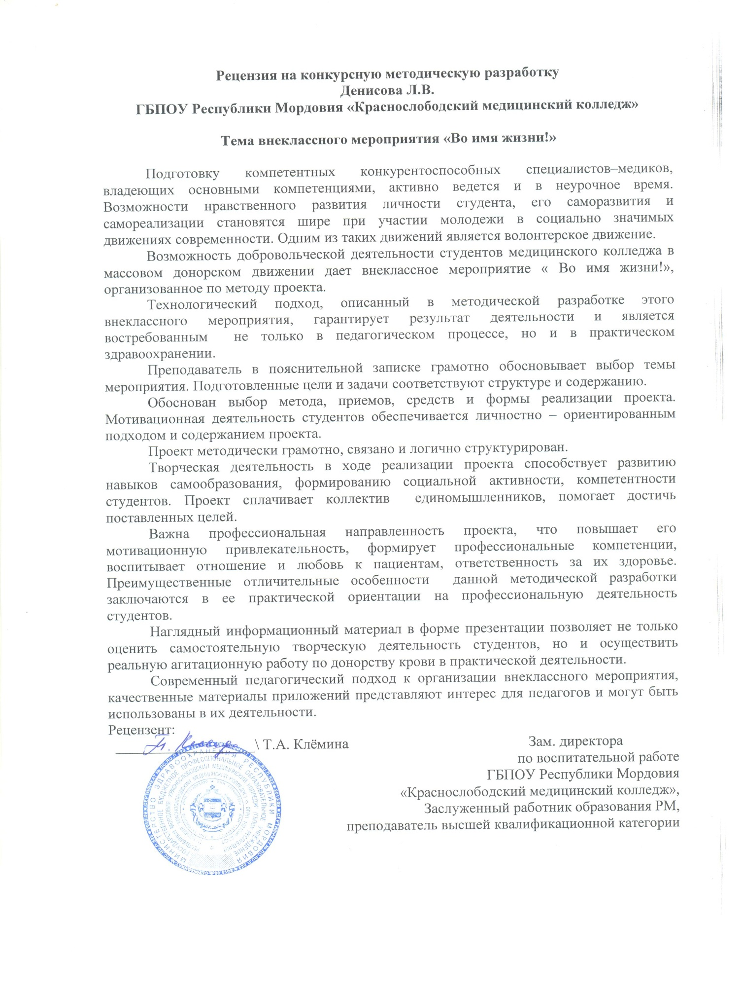 Рецензия на конкурсную методическую разработку
Денисова Л.В.
ГБПОУ Республики Мордовия «Краснослободский медицинский колледж»
Тема внеклассного мероприятия «Во имя жизни!»
Подготовку компетентных конкурентоспособных специалистов–медиков,
владеющих основными компетенциями, активно ведется и в неурочное время.
Возможности нравственного развития личности студента, его саморазвития и
самореализации становятся шире при участии молодежи в социально значимых
движениях современности. Одним из таких движений является волонтерское движение.
Возможность добровольческой деятельности студентов медицинского колледжа в
массовом донорском движении дает внеклассное мероприятие « Во имя жизни!»,
организованное по методу проекта.
Технологический подход, описанный в методической разработке этого
внеклассного мероприятия, гарантирует результат деятельности и является
востребованным не только в педагогическом процессе, но и в практическом
здравоохранении.
Преподаватель в пояснительной записке грамотно обосновывает выбор темы
мероприятия. Подготовленные цели и задачи соответствуют структуре и содержанию.
Обоснован выбор метода, приемов, средств и формы реализации проекта.
Мотивационная деятельность студентов обеспечивается личностно – ориентированным
подходом и содержанием проекта.
Проект методически грамотно, связано и логично структурирован.
Творческая деятельность в ходе реализации проекта способствует развитию
навыков самообразования, формированию социальной активности, компетентности
студентов. Проект сплачивает коллектив единомышленников, помогает достичь
поставленных целей.
Важна профессиональная направленность проекта, что повышает его
мотивационную привлекательность, формирует профессиональные компетенции,
воспитывает отношение и любовь к пациентам, ответственность за их здоровье.
Преимущественные отличительные особенности данной методической разработки
заключаются в ее практической ориентации на профессиональную деятельность
студентов.
Наглядный информационный материал в форме презентации позволяет не только
оценить самостоятельную творческую деятельность студентов, но и осуществить
реальную агитационную работу по донорству крови в практической деятельности.
Современный педагогический подход к организации внеклассного мероприятия,
качественные материалы приложений представляют интерес для педагогов и могут быть
использованы в их деятельности.
Рецензент:
\ Т.А. Клёмина
Зам. директора
по воспитательной работе
ГБПОУ Республики Мордовия
«Краснослободский медицинский колледж»,
Заслуженный работник образования РМ,
преподаватель высшей квалификационной категории
МИНИСТЕРСТВО ЗДРАВООХРАНЕНИЯ РЕСПУБЛИКИ МОРДОВИЯ